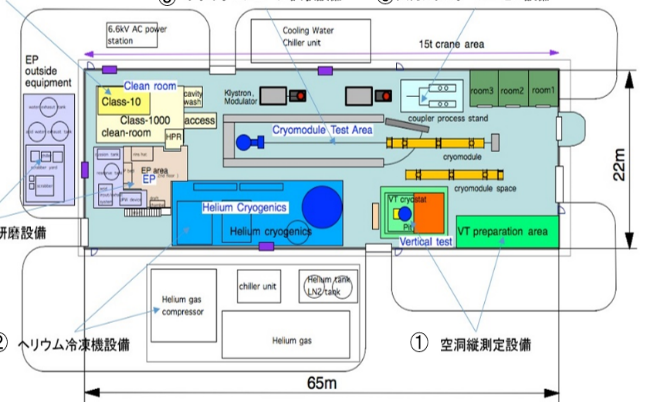 6.6kV AC power
station
Cooling Water
Chiller unit
15t crane area
EP
outside
equipment
Clean room
Class-10
Class-1000
clean-room
cavity
wash
access
HPR
Klystron,
Modulator
coupler process stand
room3
room2
room1
Cryomodule Test Area
cryomodule
cryomodule space
EP area
EP
22m
Helium Cryogenics
Helium cryogenics
VT cryostat
Pit
Vertical test
VT preparation area
研磨設備
Helium gas
compressor
chiller unit
Helium tank
LN2 tank
Helium gas
ヘリウム冷凍機設備
① 空洞縦測定設備
65m